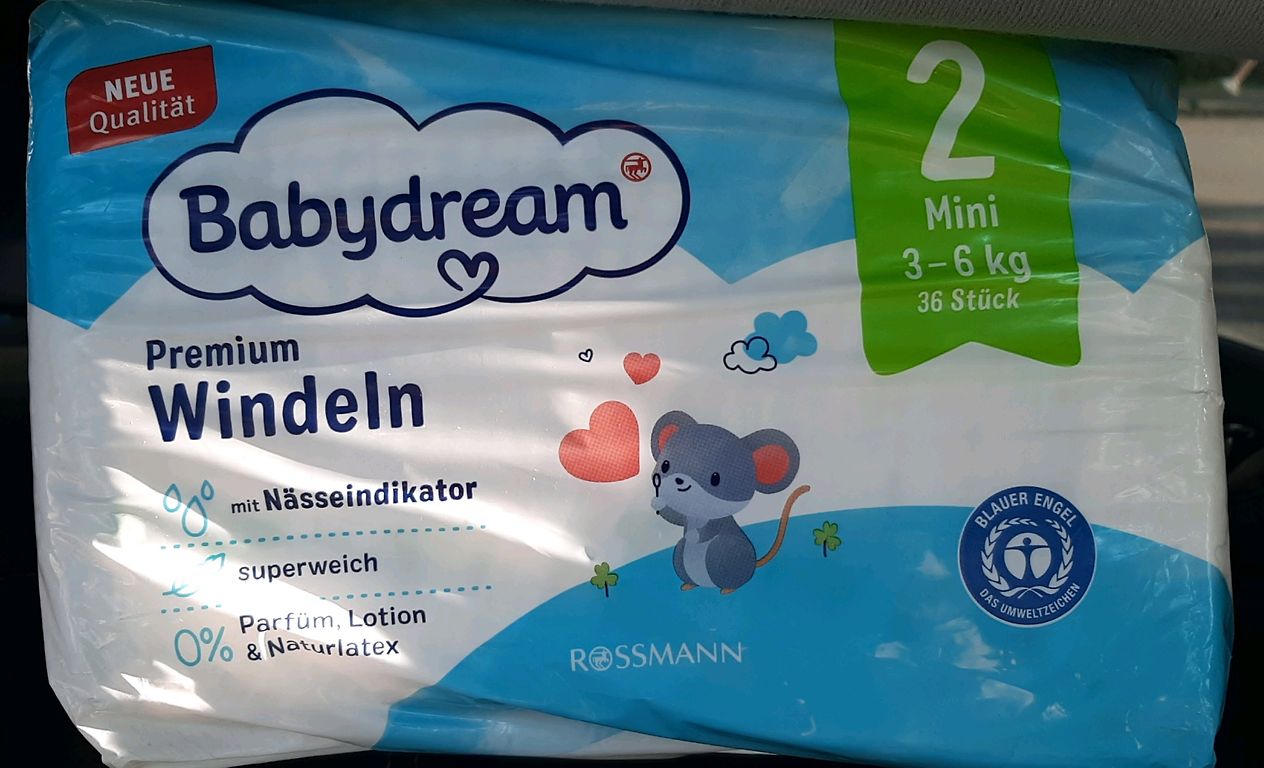 NEUE
Qualität
Babydream
Premium
Windeln
mit Nässeindikator
superweich
0% Parfüm, Lotion
& Naturlatex
2
Mini
3–6 kg
36 Stück
BLAUER ENGEL
DAS UMWELTZEICHEN
ROSSMANN